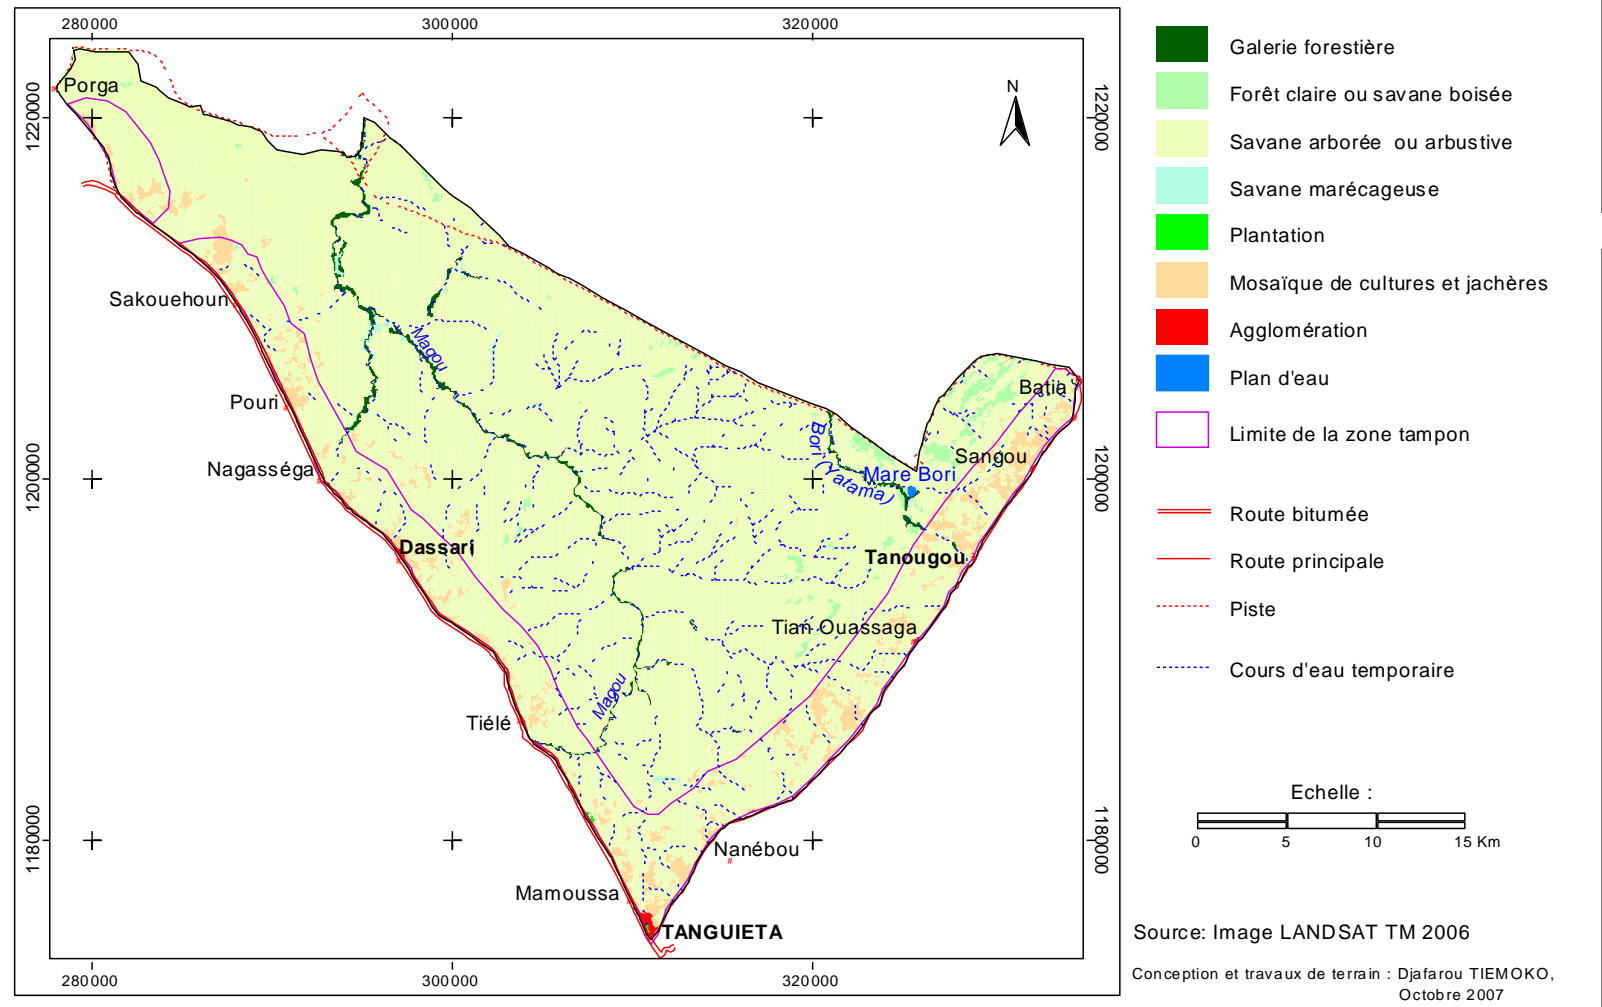 280000
300000
320000
1220000
1200000
1180000
N
Porga
Sakouehoun
Magou
Pouri
Nagasséga
Dassari
Bori (Yatama)
Mare Bori
Batia
Sangou
Tanougou
Tian Ouassaga
Magou
Tiélé
Nanébou
Mamoussa
TANGUIETA
1220000
1200000
1180000
280000
300000
320000
Galerie forestière
Forêt claire ou savane boisée
Savane arborée ou arbustive
Savane marécageuse
Plantation
Mosaïque de cultures et jachères
Agglomération
Plan d'eau
Limite de la zone tampon
Route bitumée
Route principale
Piste
Cours d'eau temporaire
Echelle :
0 5 10 15 Km
Source: Image LANDSAT TM 2006
Conception et travaux de terrain : Djafarou TIEMOKO,
Octobre 2007